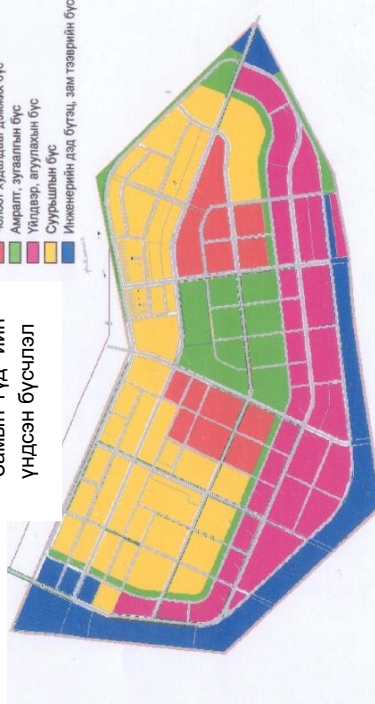 үндсэн бүсчлэл
Амралт, зугаалгын бүс
Үйлдвэр, агуулахын бүс
Суурьшлын бүс
Инженерийн дэд бүтэц, зам тээврийн бүс